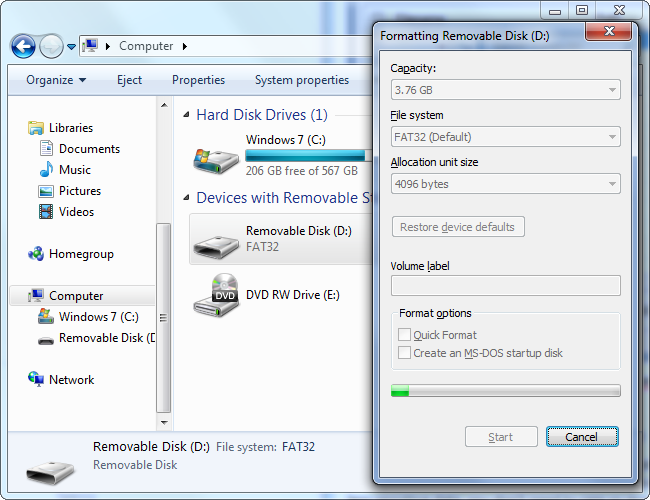 Computer
Organize
Eject
Properties
System properties
Libraries
Documents
Music
Pictures
Videos
Homegroup
Computer
Windows 7 (C:)
Removable Disk (D
Network
Hard Disk Drives (1)
Windows 7 (C:)
206 GB free of 567 GB
Devices with Removable S
Removable Disk (D:)
FAT32
DVD
DVD RW Drive (E:)
Removable Disk (D:) File system: FAT32
Removable Disk
Formatting Removable Disk (D:)
Capacity:
3.76 GB
File system
FAT32 (Default)
Allocation unit size
4096 bytes
Restore device defaults
Volume label
Format options
Quick Format
Create an MS-DOS startup disk
Start
Cancel